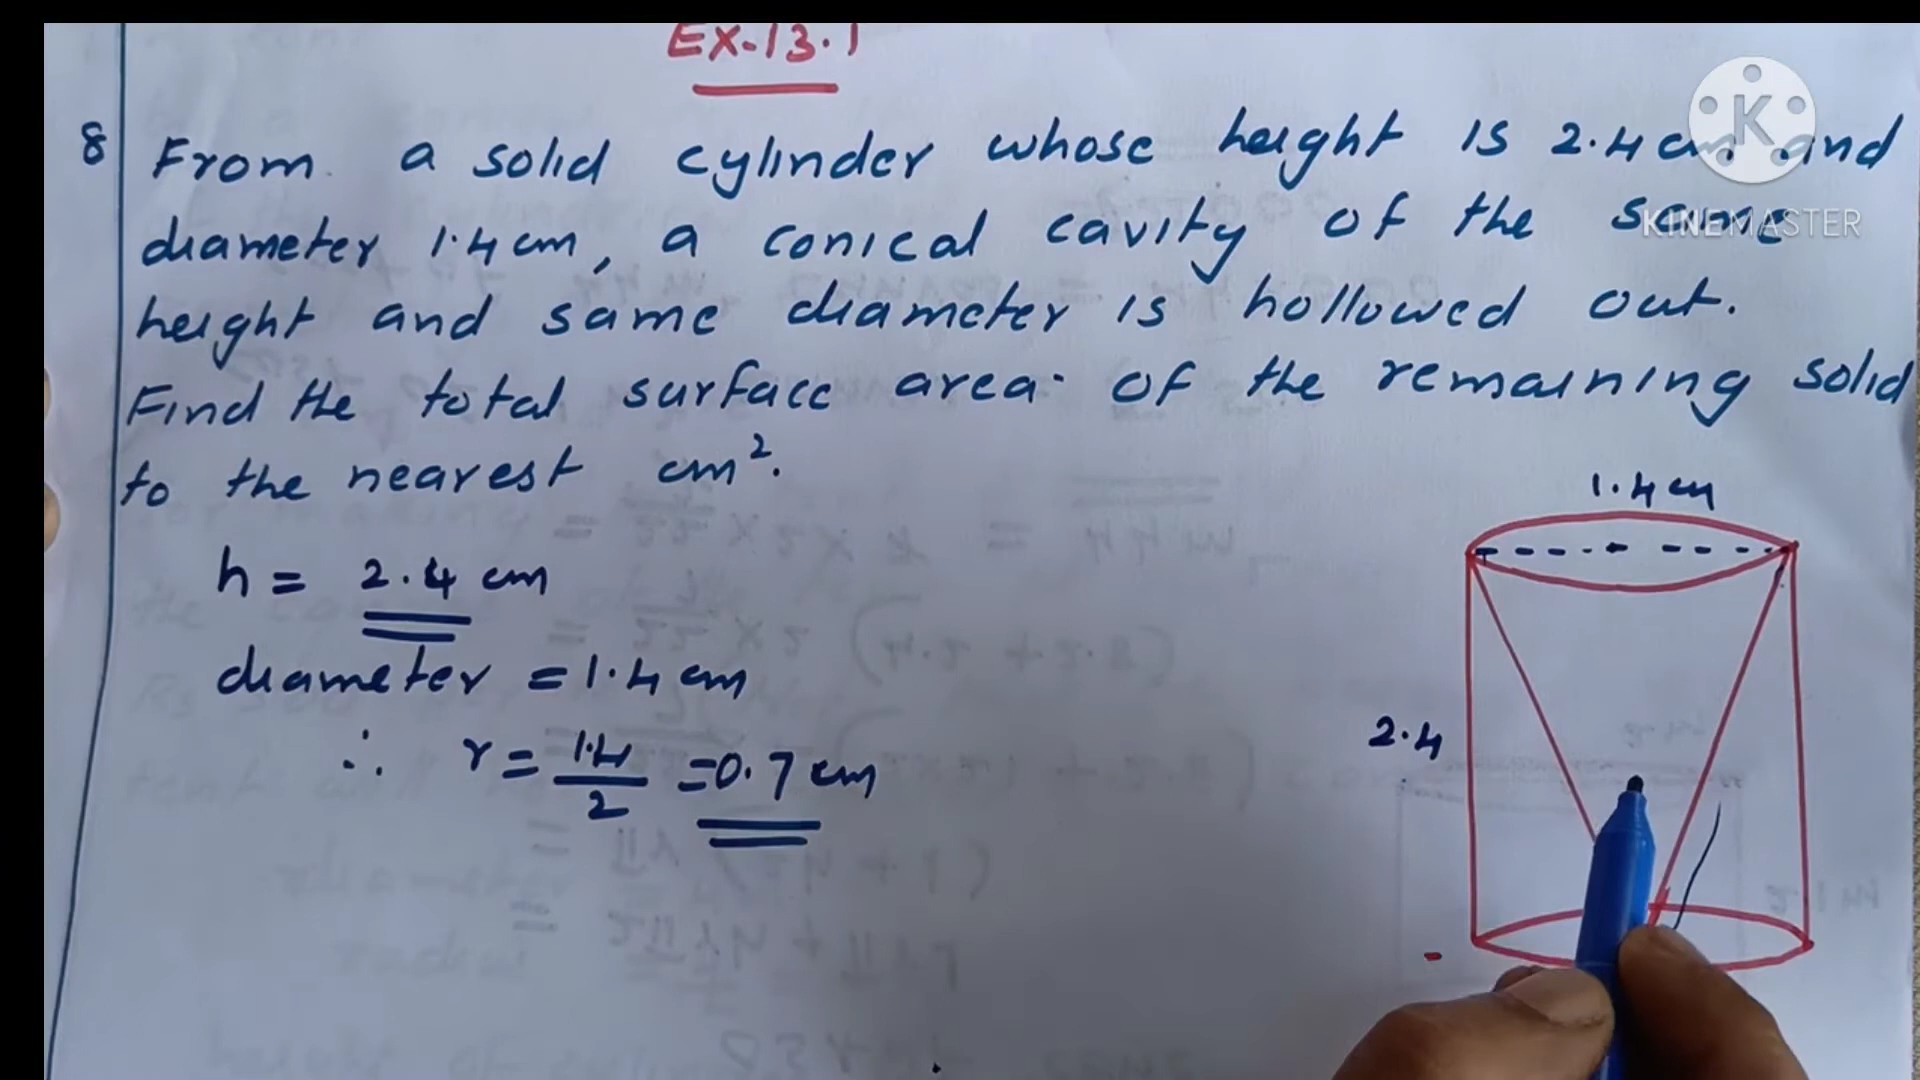 Ex.13.1
8 From a solid cylinder whose height is 2.4 cm and
diameter 1.4cm, a conical cavity of the same
height and same diameter is hollowed out.
Find the total surface area of the remaining solid
to the nearest cm².
h = 2.4 cm
diameter = 1.4 cm
∴ r = 1.4/2 = 0.7 cm
1.4 cm
2.4
K
KINEMASTER